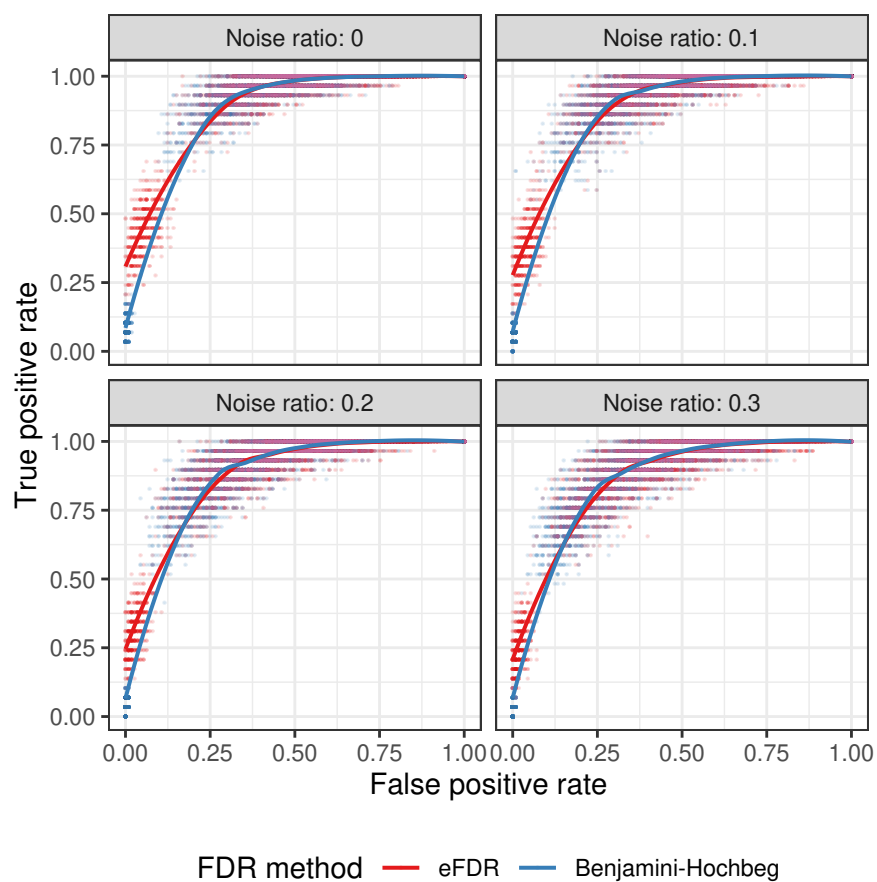 Noise ratio: 0
Noise ratio: 0.1
1.00
0.75
0.50
0.25
0.00
Noise ratio: 0.2
Noise ratio: 0.3
1.00
0.75
0.50
0.25
0.00
True positive rate
0.00 0.25 0.50 0.75 1.00 0.00 0.25 0.50 0.75 1.00
False positive rate
FDR method eFDR Benjamini-Hochbeg